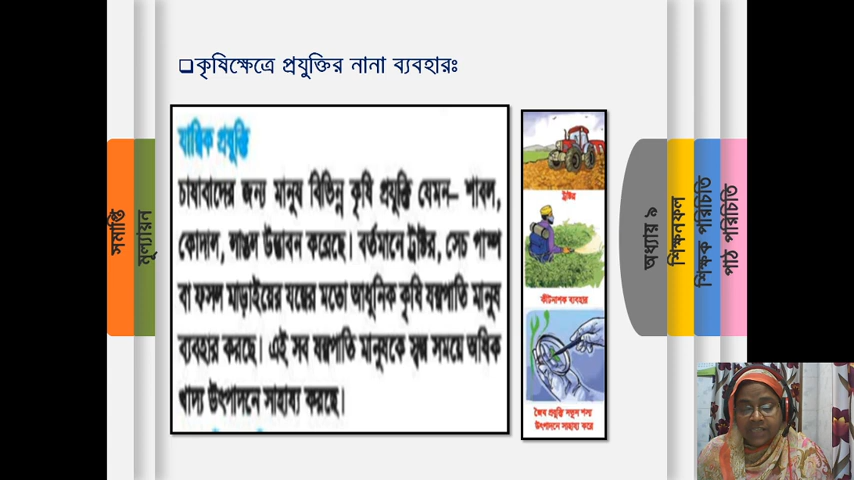 ❑কৃষিক্ষেত্রে প্রযুক্তির নানা ব্যবহারঃ
যান্ত্রিক প্রযুক্তি
চাষাবাদের জন্য মানুষ বিভিন্ন কৃষি প্রযুক্তি যেমন– শাবল,
কোদাল, লাঙল উদ্ভাবন করেছে। বর্তমানে ট্রাক্টর, সেচ পাম্প
বা ফসল মাড়াইয়ের যন্ত্রের মতো আধুনিক কৃষি যন্ত্রপাতি মানুষ
ব্যবহার করছে। এই সব যন্ত্রপাতি মানুষকে স্বল্প সময়ে অধিক
খাদ্য উৎপাদনে সাহায্য করছে।
ট্রাক্টর
কীটনাশক ব্যবহার
জৈব প্রযুক্তি নতুন শস্য
উৎপাদনে সাহায্য করে
সমাপ্তি
মূল্যায়ন
অধ্যায় ৯
শিক্ষনফল
শিক্ষক পরিচিতি
পাঠ পরিচিতি